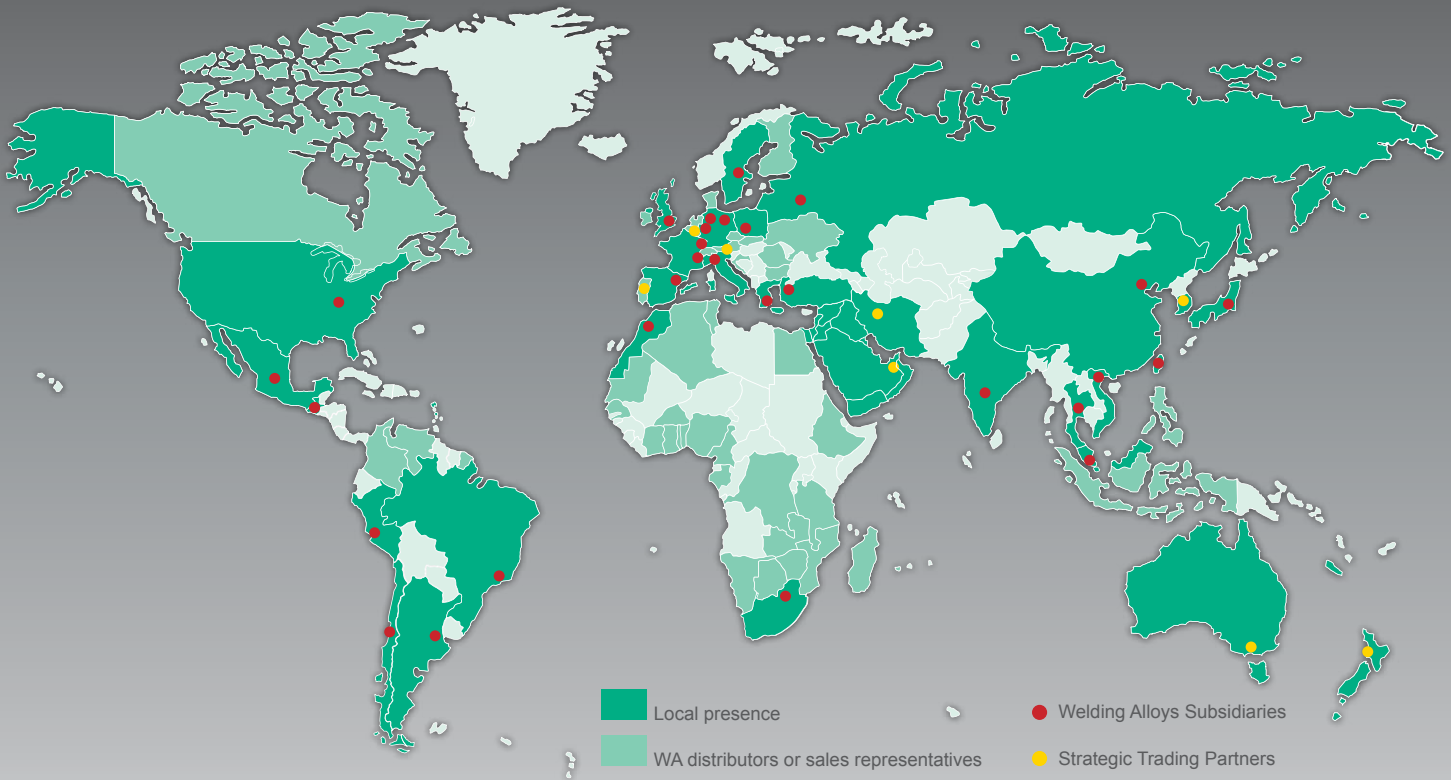 Local presence
WA distributors or sales representatives
Welding Alloys Subsidiaries
Strategic Trading Partners